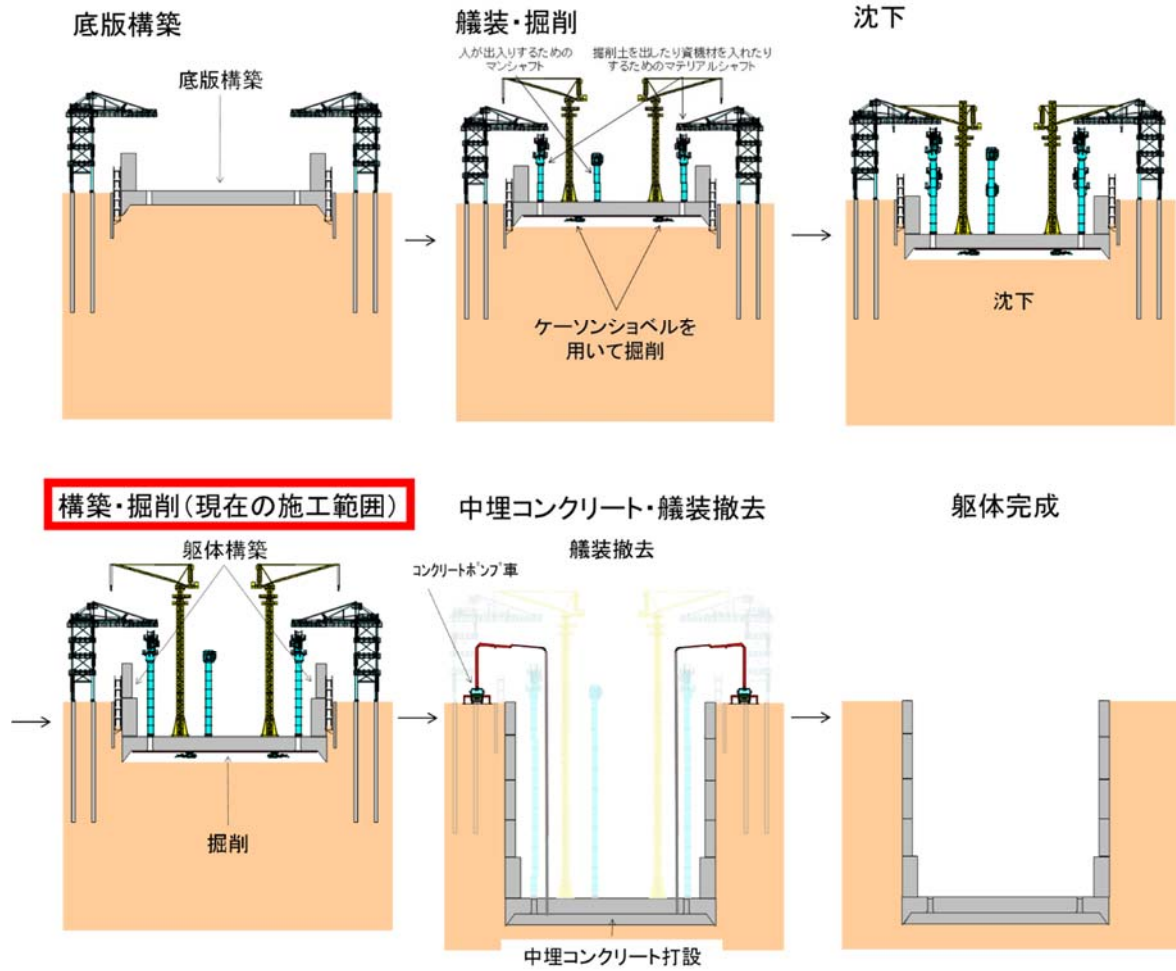 底版構築
底版構築
艤装・掘削
人が出入りするための
マンシャフト
掘削土を出したり資機材を入れたり
するためのマテリアルシャフト
ケーソンショベルを
用いて掘削
沈下
沈下
構築・掘削(現在の施工範囲)
躯体構築
掘削
中埋コンクリート・艤装撤去
艤装撤去
コンクリートポンプ車
中埋コンクリート打設
躯体完成